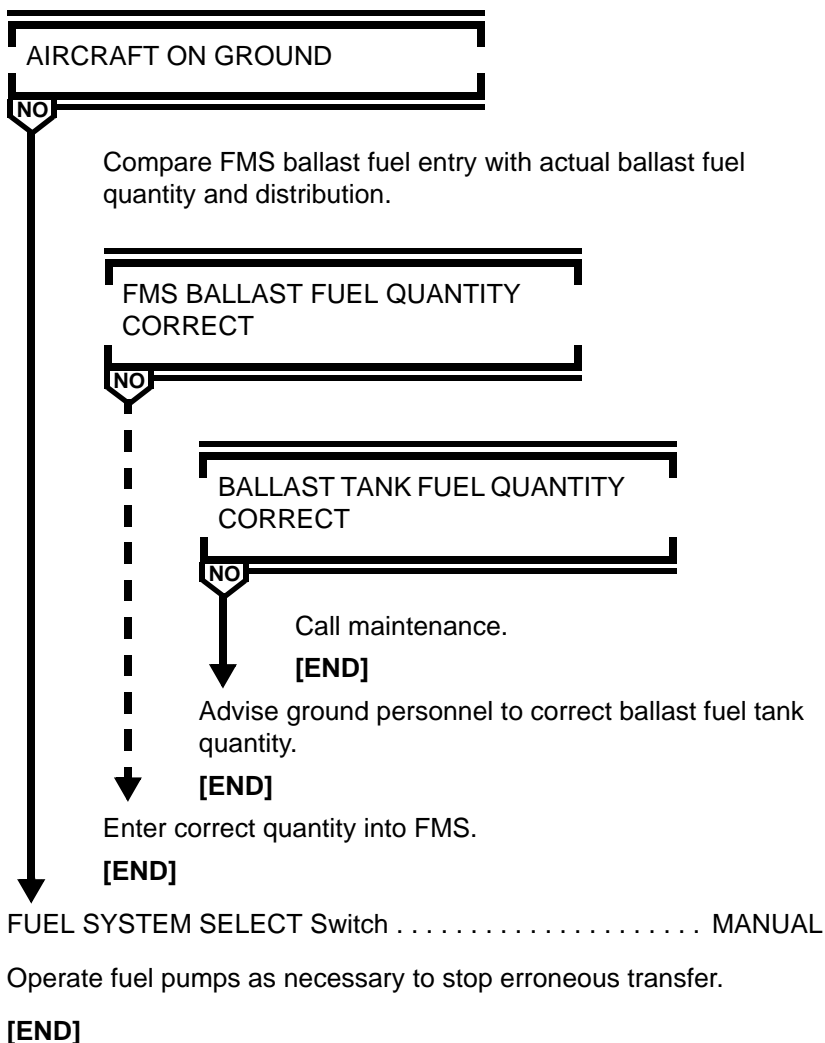 AIRCRAFT ON GROUND
NO
Compare FMS ballast fuel entry with actual ballast fuel
quantity and distribution.
FMS BALLAST FUEL QUANTITY
CORRECT
NO
BALLAST TANK FUEL QUANTITY
CORRECT
NO
Call maintenance.
[END]
Advise ground personnel to correct ballast fuel tank
quantity.
[END]
Enter correct quantity into FMS.
[END]
FUEL SYSTEM SELECT Switch . . . . . . . . . . . . . . . . . . . . . MANUAL
Operate fuel pumps as necessary to stop erroneous transfer.
[END]